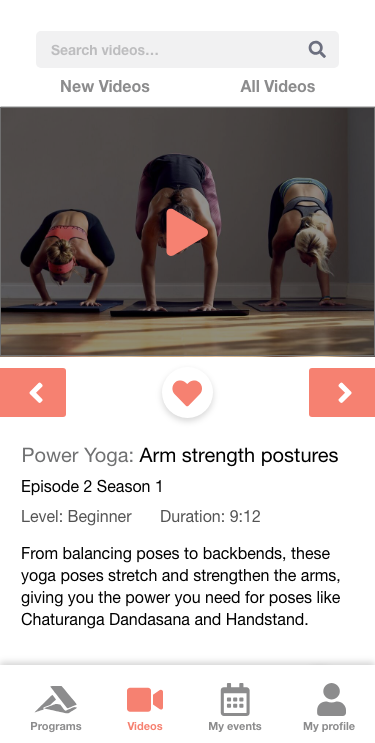 Search videos...
New Videos All Videos
Power Yoga: Arm strength postures
Episode 2 Season 1
Level: Beginner Duration: 9:12
From balancing poses to backbends, these
yoga poses stretch and strengthen the arms,
giving you the power you need for poses like
Chaturanga Dandasana and Handstand.
Programs Videos My events My profile